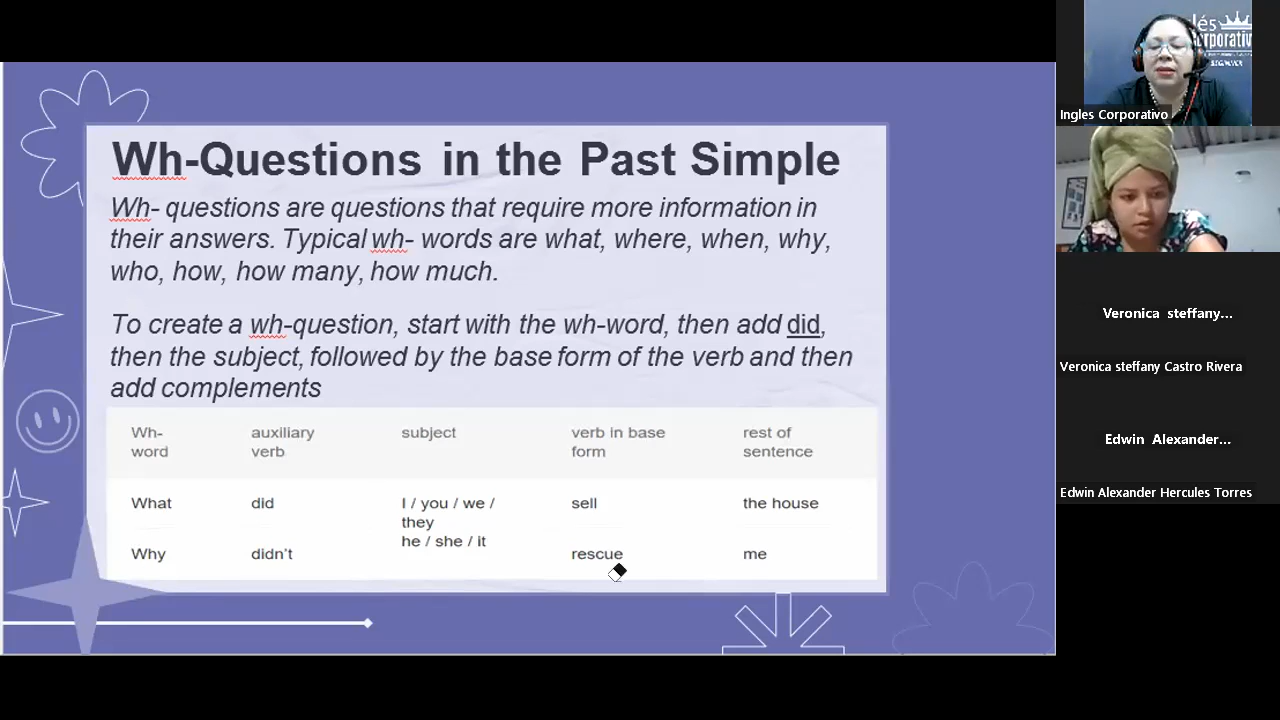 Wh-Questions in the Past Simple
Wh- questions are questions that require more information in
their answers. Typical wh- words are what, where, when, why,
who, how, how many, how much.
To create a wh-question, start with the wh-word, then add did,
then the subject, followed by the base form of the verb and then
add complements
Wh-word auxiliary verb subject verb in base form rest of sentence
What did I / you / we / they sell the house
he / she / it
Why didn't rescue me
Ingles Corporativo
Veronica steffany...
Veronica steffany Castro Rivera
Edwin Alexander...
Edwin Alexander Hercules Torres